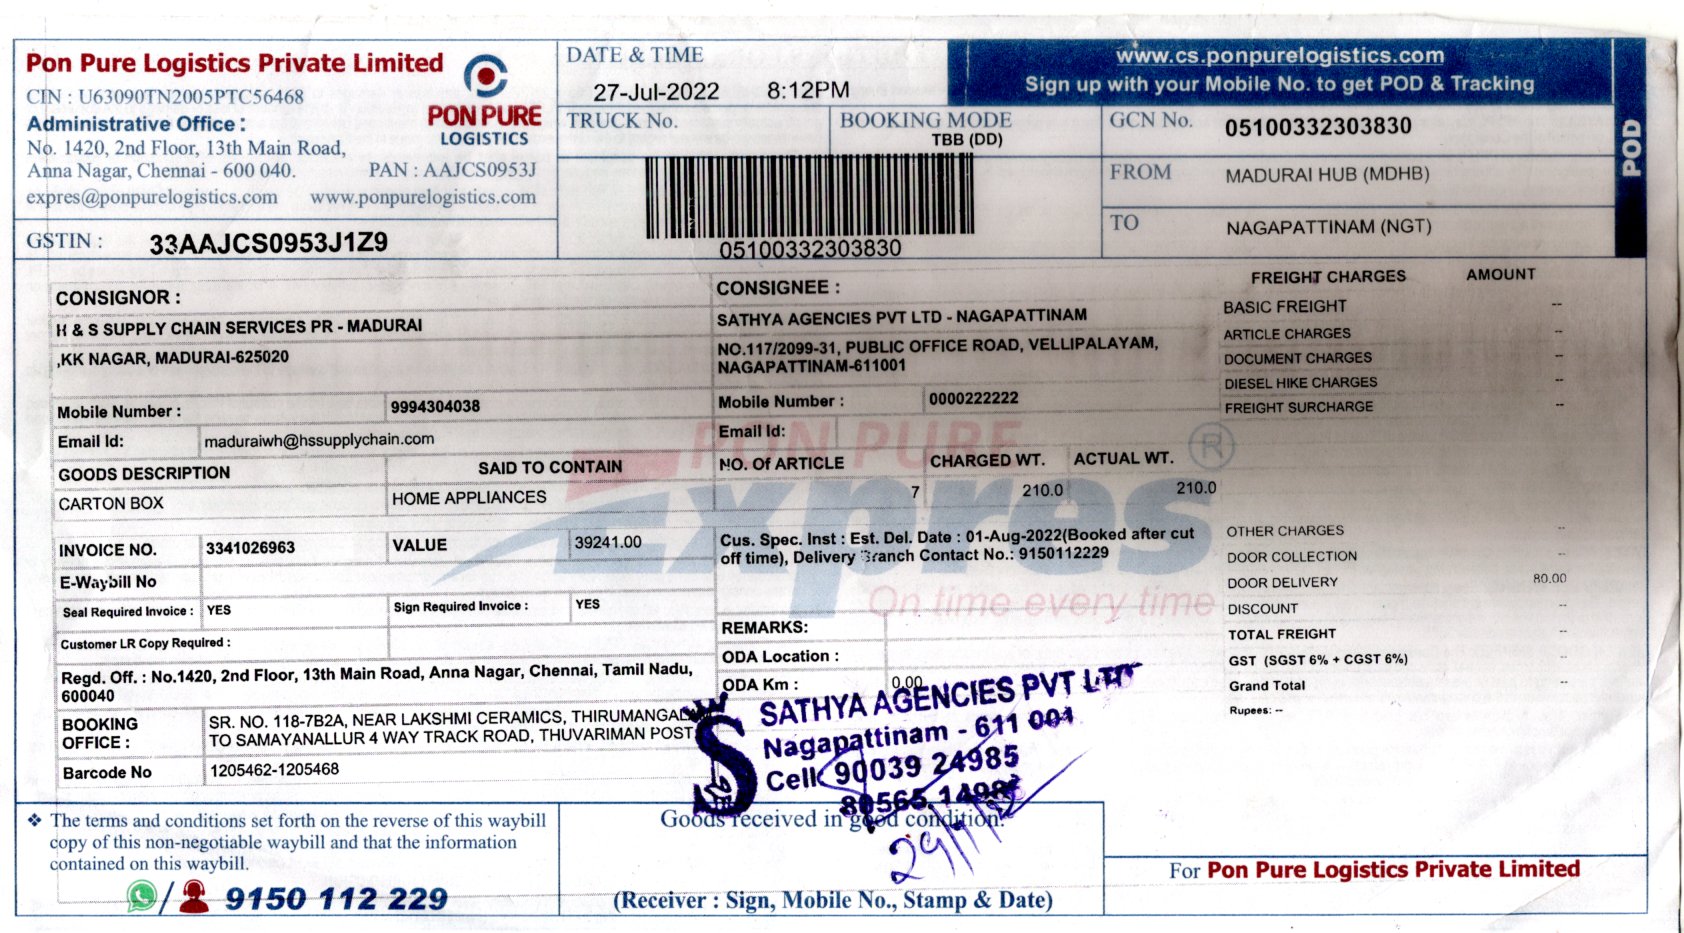 Pon Pure Logistics Private Limited
CIN : U63090TN2005PTC56468
Administrative Office :
No. 1420, 2nd Floor, 13th Main Road,
Anna Nagar, Chennai - 600 040. PAN : AAJCS0953J
expres@ponpurelogistics.com www.ponpurelogistics.com
PON PURE
LOGISTICS
GSTIN : 33AAJCS0953J1Z9
DATE & TIME
27-Jul-2022 8:12PM
www.cs.ponpurelogistics.com
Sign up with your Mobile No. to get POD & Tracking
POD
TRUCK No.
BOOKING MODE
TBB (DD)
GCN No. 05100332303830
FROM MADURAI HUB (MDHB)
TO NAGAPATTINAM (NGT)
05100332303830
CONSIGNOR :
H & S SUPPLY CHAIN SERVICES PR - MADURAI
,KK NAGAR, MADURAI-625020
Mobile Number : 9994304038
Email Id: maduraiwh@hssupplychain.com
GOODS DESCRIPTION SAID TO CONTAIN
CARTON BOX HOME APPLIANCES
INVOICE NO. 3341026963 VALUE 39241.00
E-Waybill No
Seal Required Invoice : YES Sign Required Invoice : YES
Customer LR Copy Required :
Regd. Off. : No.1420, 2nd Floor, 13th Main Road, Anna Nagar, Chennai, Tamil Nadu,
600040
BOOKING OFFICE : SR. NO. 118-7B2A, NEAR LAKSHMI CERAMICS, THIRUMANGAL
TO SAMAYANALLUR 4 WAY TRACK ROAD, THUVARIMAN POST
Barcode No 1205462-1205468
CONSIGNEE :
SATHYA AGENCIES PVT LTD - NAGAPATTINAM
NO.117/2099-31, PUBLIC OFFICE ROAD, VELLIPALAYAM,
NAGAPATTINAM-611001
Mobile Number : 0000222222
Email Id:
NO. Of ARTICLE CHARGED WT. ACTUAL WT.
7 210.0 210.0
PON PURE
Expres ®
On time every time
Cus. Spec. Inst : Est. Del. Date : 01-Aug-2022(Booked after cut
off time), Delivery Branch Contact No.: 9150112229
REMARKS:
ODA Location :
ODA Km : 0.00
FREIGHT CHARGES AMOUNT
BASIC FREIGHT --
ARTICLE CHARGES --
DOCUMENT CHARGES --
DIESEL HIKE CHARGES --
FREIGHT SURCHARGE --
OTHER CHARGES --
DOOR COLLECTION --
DOOR DELIVERY 80.00
DISCOUNT --
TOTAL FREIGHT --
GST (SGST 6% + CGST 6%) --
Grand Total --
Rupees: --
SATHYA AGENCIES PVT LTD
Nagapattinam - 611 001
Cell 90039 24985
80565 1498
29/7/22
❖ The terms and conditions set forth on the reverse of this waybill
copy of this non-negotiable waybill and that the information
contained on this waybill.
/ 9150 112 229
Goods received in good condition.
(Receiver : Sign, Mobile No., Stamp & Date)
For Pon Pure Logistics Private Limited